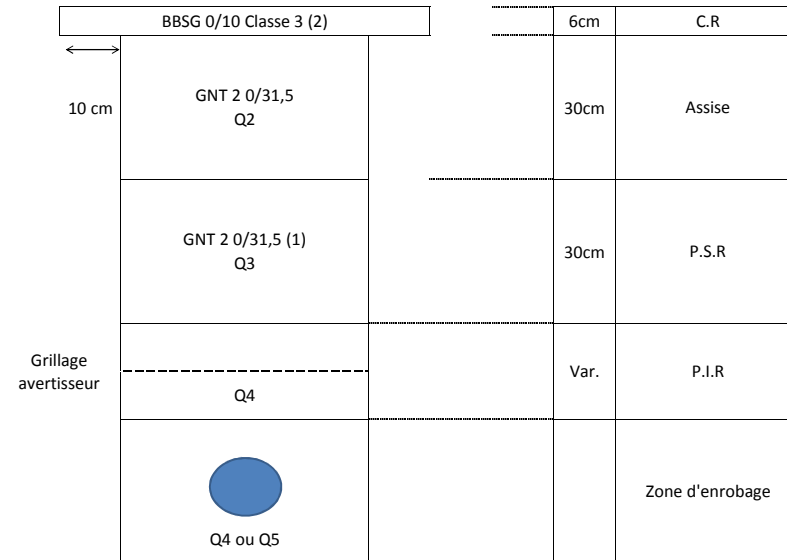 BBSG 0/10 Classe 3 (2)
6cm
C.R
10 cm
GNT 2 0/31,5
Q2
30cm
Assise
GNT 2 0/31,5 (1)
Q3
30cm
P.S.R
Grillage
avertisseur
Q4
Var.
P.I.R
Zone d'enrobage
Q4 ou Q5